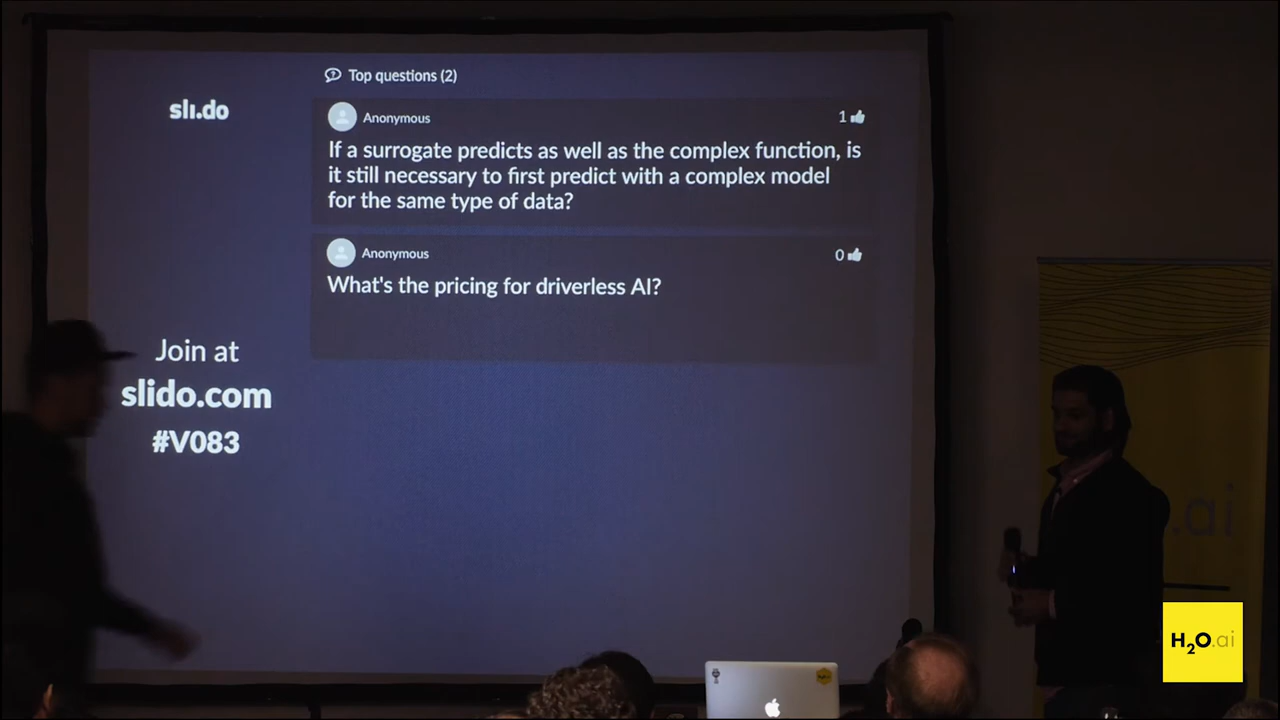 Top questions (2)
sli.do
Anonymous
1
If a surrogate predicts as well as the complex function, is
it still necessary to first predict with a complex model
for the same type of data?
Anonymous
0
What's the pricing for driverless AI?
Join at
slido.com
#V083
.ai
H2O.ai